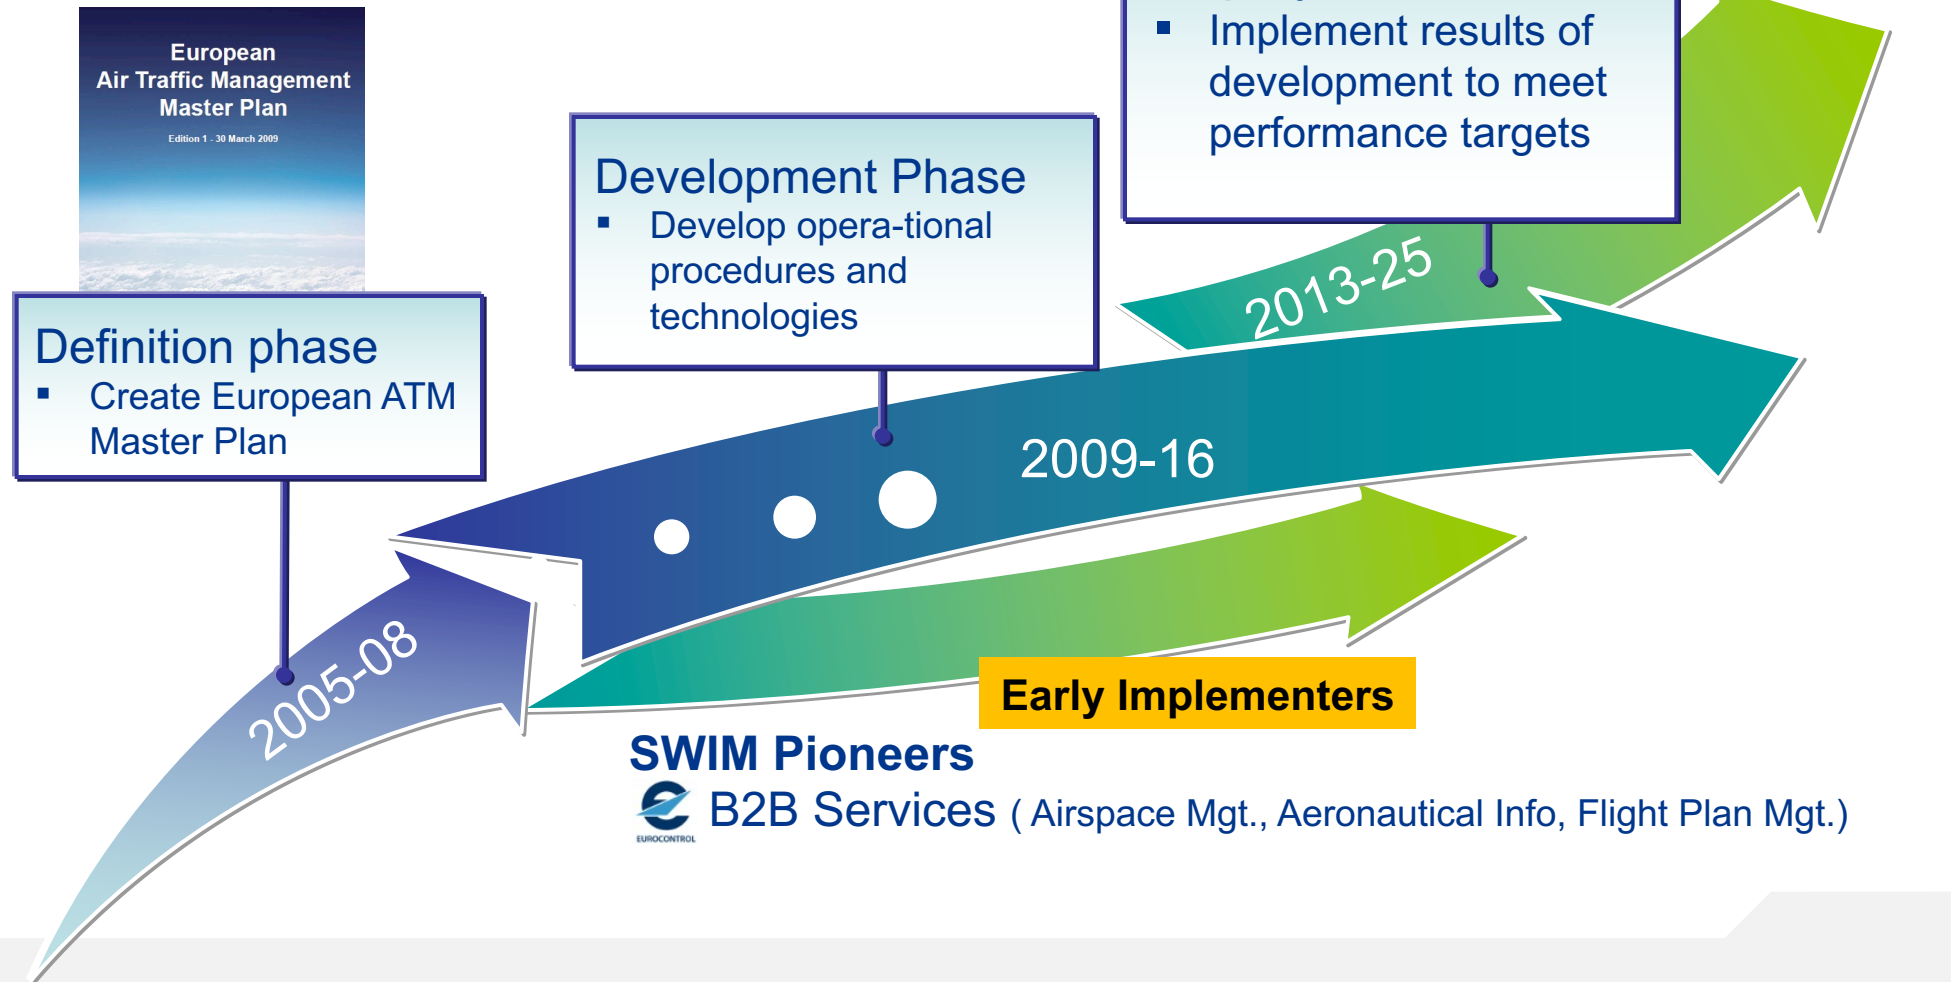 European
Air Traffic Management
Master Plan
Edition 1 - 30 March 2009
Definition phase
▪ Create European ATM
Master Plan
2005-08
Development Phase
▪ Develop opera-tional
procedures and
technologies
2009-16
▪ Implement results of
development to meet
performance targets
2013-25
Early Implementers
SWIM Pioneers
EUROCONTROL
B2B Services ( Airspace Mgt., Aeronautical Info, Flight Plan Mgt.)